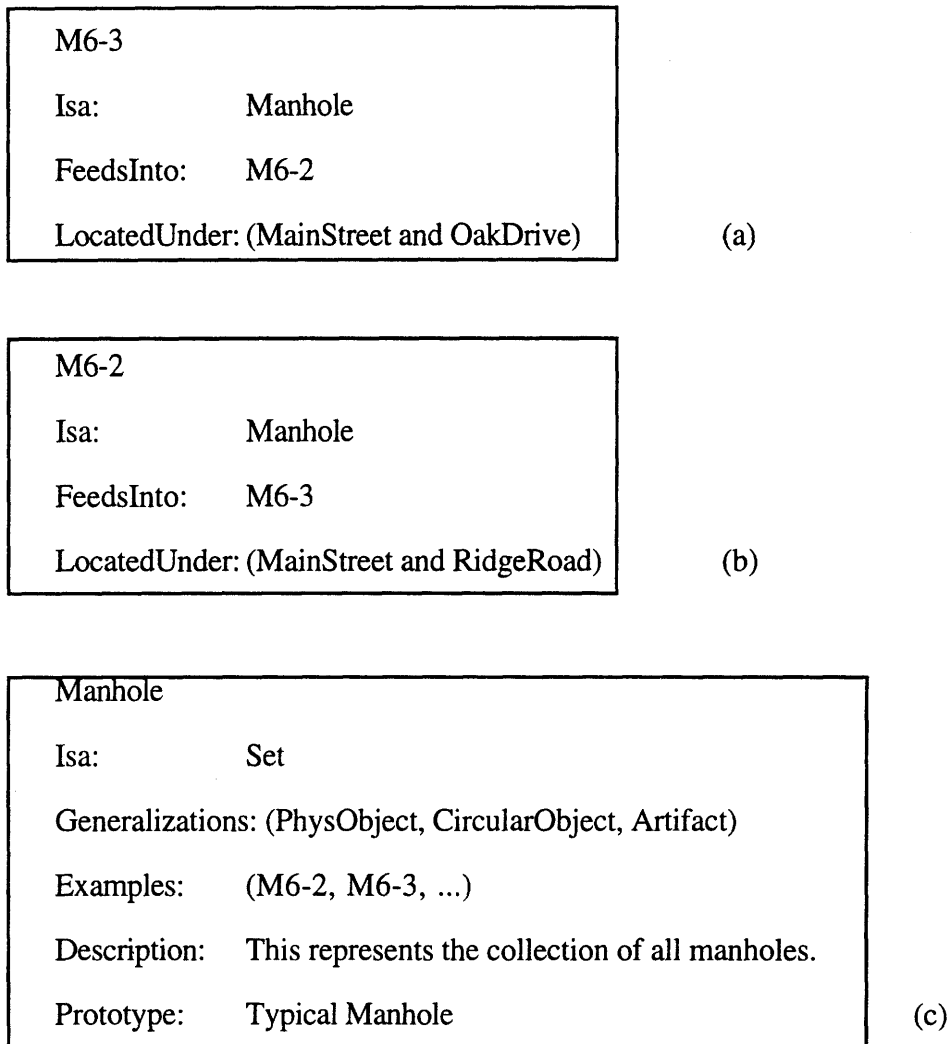 M6-3
Isa: Manhole
FeedsInto: M6-2
LocatedUnder: (MainStreet and OakDrive)
(a)
M6-2
Isa: Manhole
FeedsInto: M6-3
LocatedUnder: (MainStreet and RidgeRoad)
(b)
Manhole
Isa: Set
Generalizations: (PhysObject, CircularObject, Artifact)
Examples: (M6-2, M6-3, ...)
Description: This represents the collection of all manholes.
Prototype: Typical Manhole
(c)